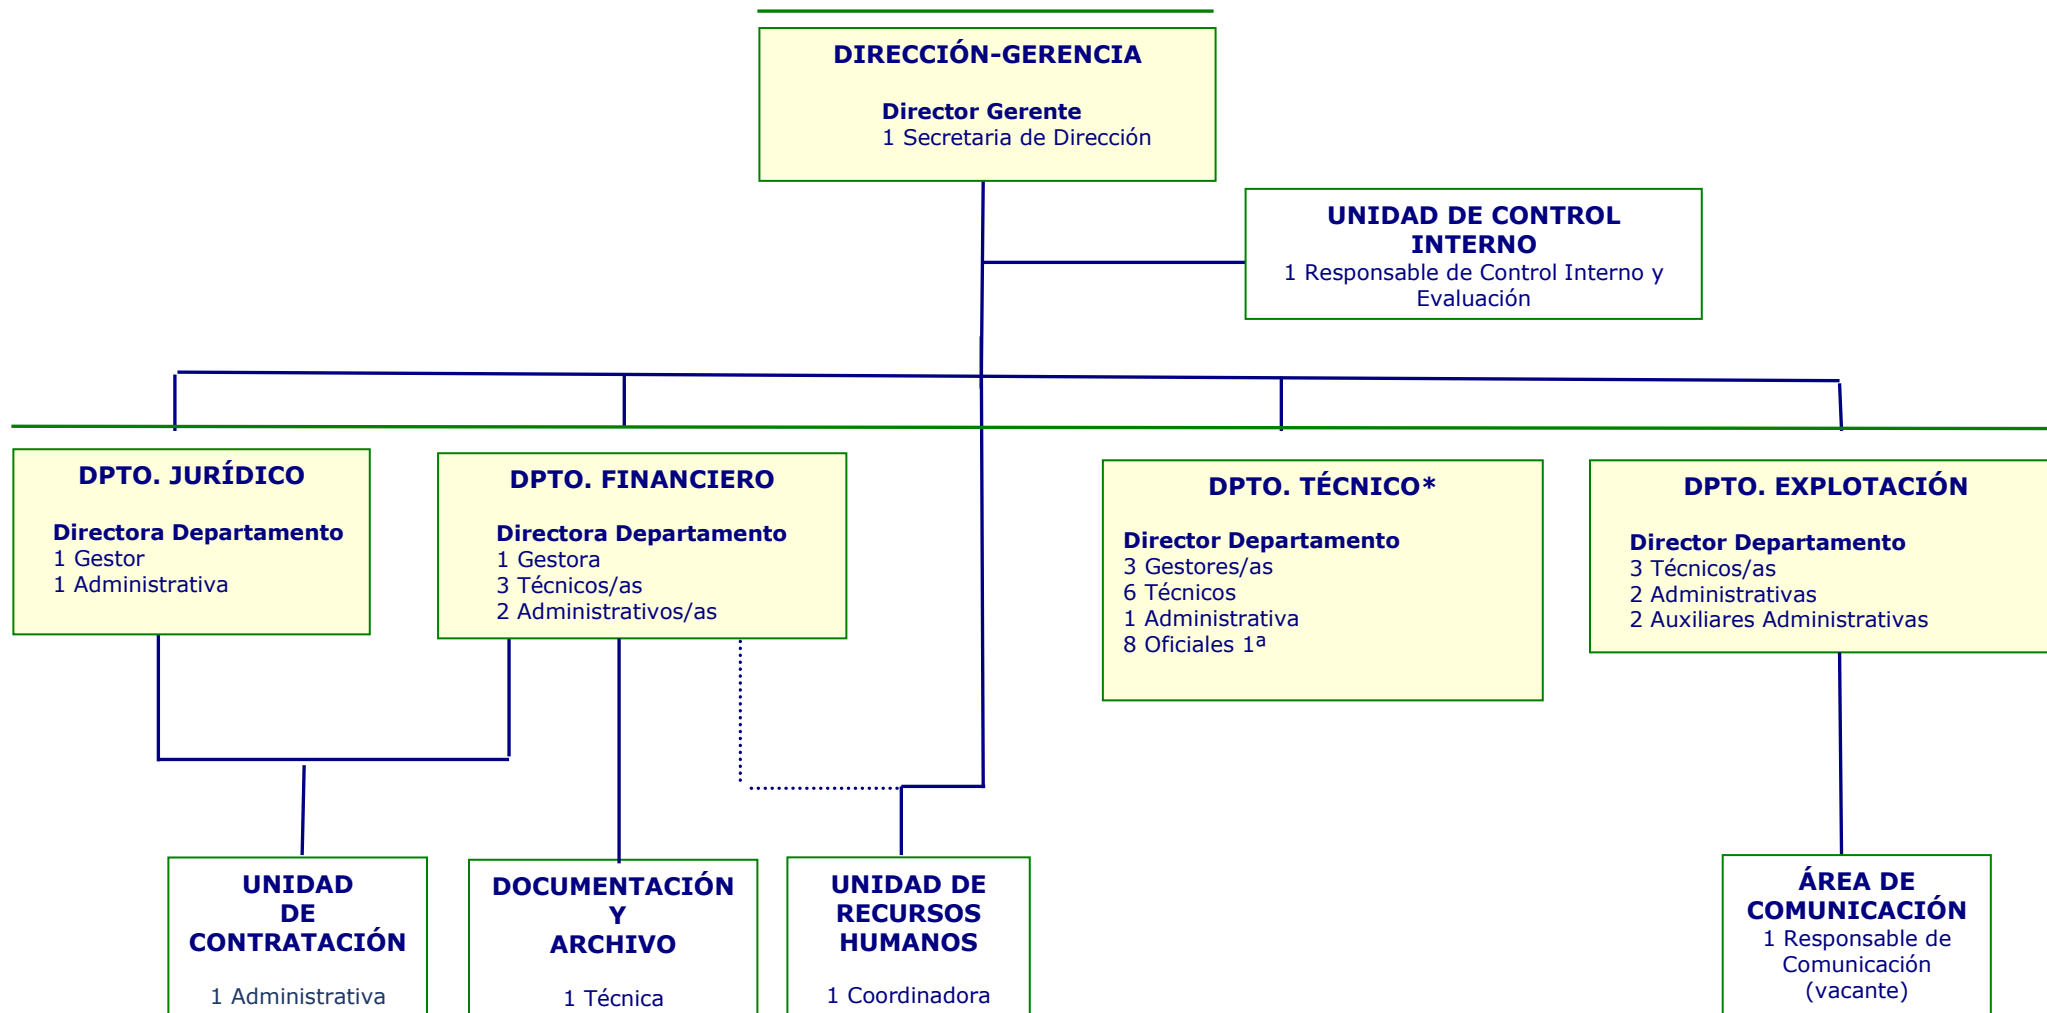 DIRECCIÓN-GERENCIA
Director Gerente
1 Secretaria de Dirección
UNIDAD DE CONTROL
INTERNO
1 Responsable de Control Interno y
Evaluación
DPTO. JURÍDICO
Directora Departamento
1 Gestor
1 Administrativa
DPTO. FINANCIERO
Directora Departamento
1 Gestora
3 Técnicos/as
2 Administrativos/as
DPTO. TÉCNICO*
Director Departamento
3 Gestores/as
6 Técnicos
1 Administrativa
8 Oficiales 1ª
DPTO. EXPLOTACIÓN
Director Departamento
3 Técnicos/as
2 Administrativas
2 Auxiliares Administrativas
UNIDAD
DE
CONTRATACIÓN
1 Administrativa
DOCUMENTACIÓN
Y
ARCHIVO
1 Técnica
UNIDAD DE
RECURSOS
HUMANOS
1 Coordinadora
ÁREA DE
COMUNICACIÓN
1 Responsable de
Comunicación
(vacante)